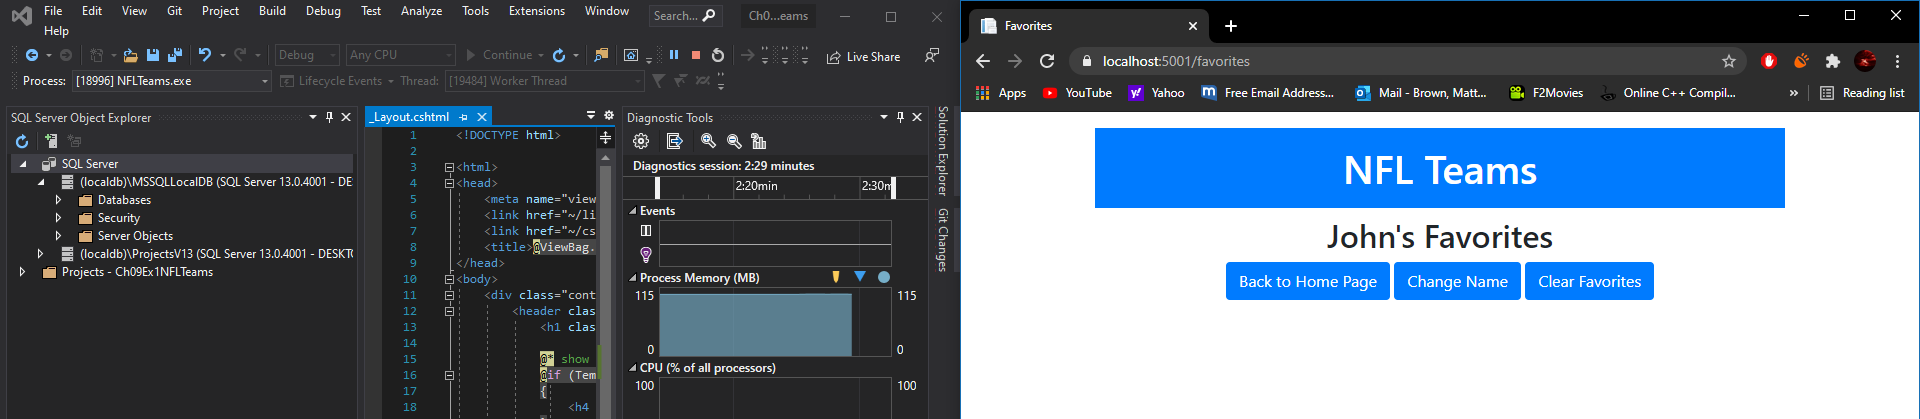 File Edit View Git Project Build Debug Test Analyze Tools Extensions Window Search... Ch0...eams
Help
Debug Any CPU Continue Live Share
Process: [18996] NFLTeams.exe Lifecycle Events Thread: [19484] Worker Thread
SQL Server Object Explorer
SQL Server
(localdb)\MSSQLLocalDB (SQL Server 13.0.4001 - DES
Databases
Security
Server Objects
(localdb)\ProjectsV13 (SQL Server 13.0.4001 - DESKTO
Projects - Ch09Ex1NFLTeams
_Layout.cshtml
1 <!DOCTYPE html>
2
3 <html>
4 <head>
5 <meta name="view
6 <link href="~/li
7 <link href="~/cs
8 <title>@ViewBag.
9 </head>
10 <body>
11 <div class="cont
12 <header clas
13 <h1 clas
14
15 @* show
16 @if (Tem
17 {
18 <h4
Diagnostic Tools
Diagnostics session: 2:29 minutes
2:20min 2:30m
Events
Process Memory (MB)
115 115
0 0
CPU (% of all processors)
100 100
Solution Explorer
Git Changes
Favorites
localhost:5001/favorites
Apps YouTube Yahoo Free Email Address... Mail - Brown, Matt... F2Movies Online C++ Compil... » Reading list
NFL Teams
John's Favorites
Back to Home Page Change Name Clear Favorites